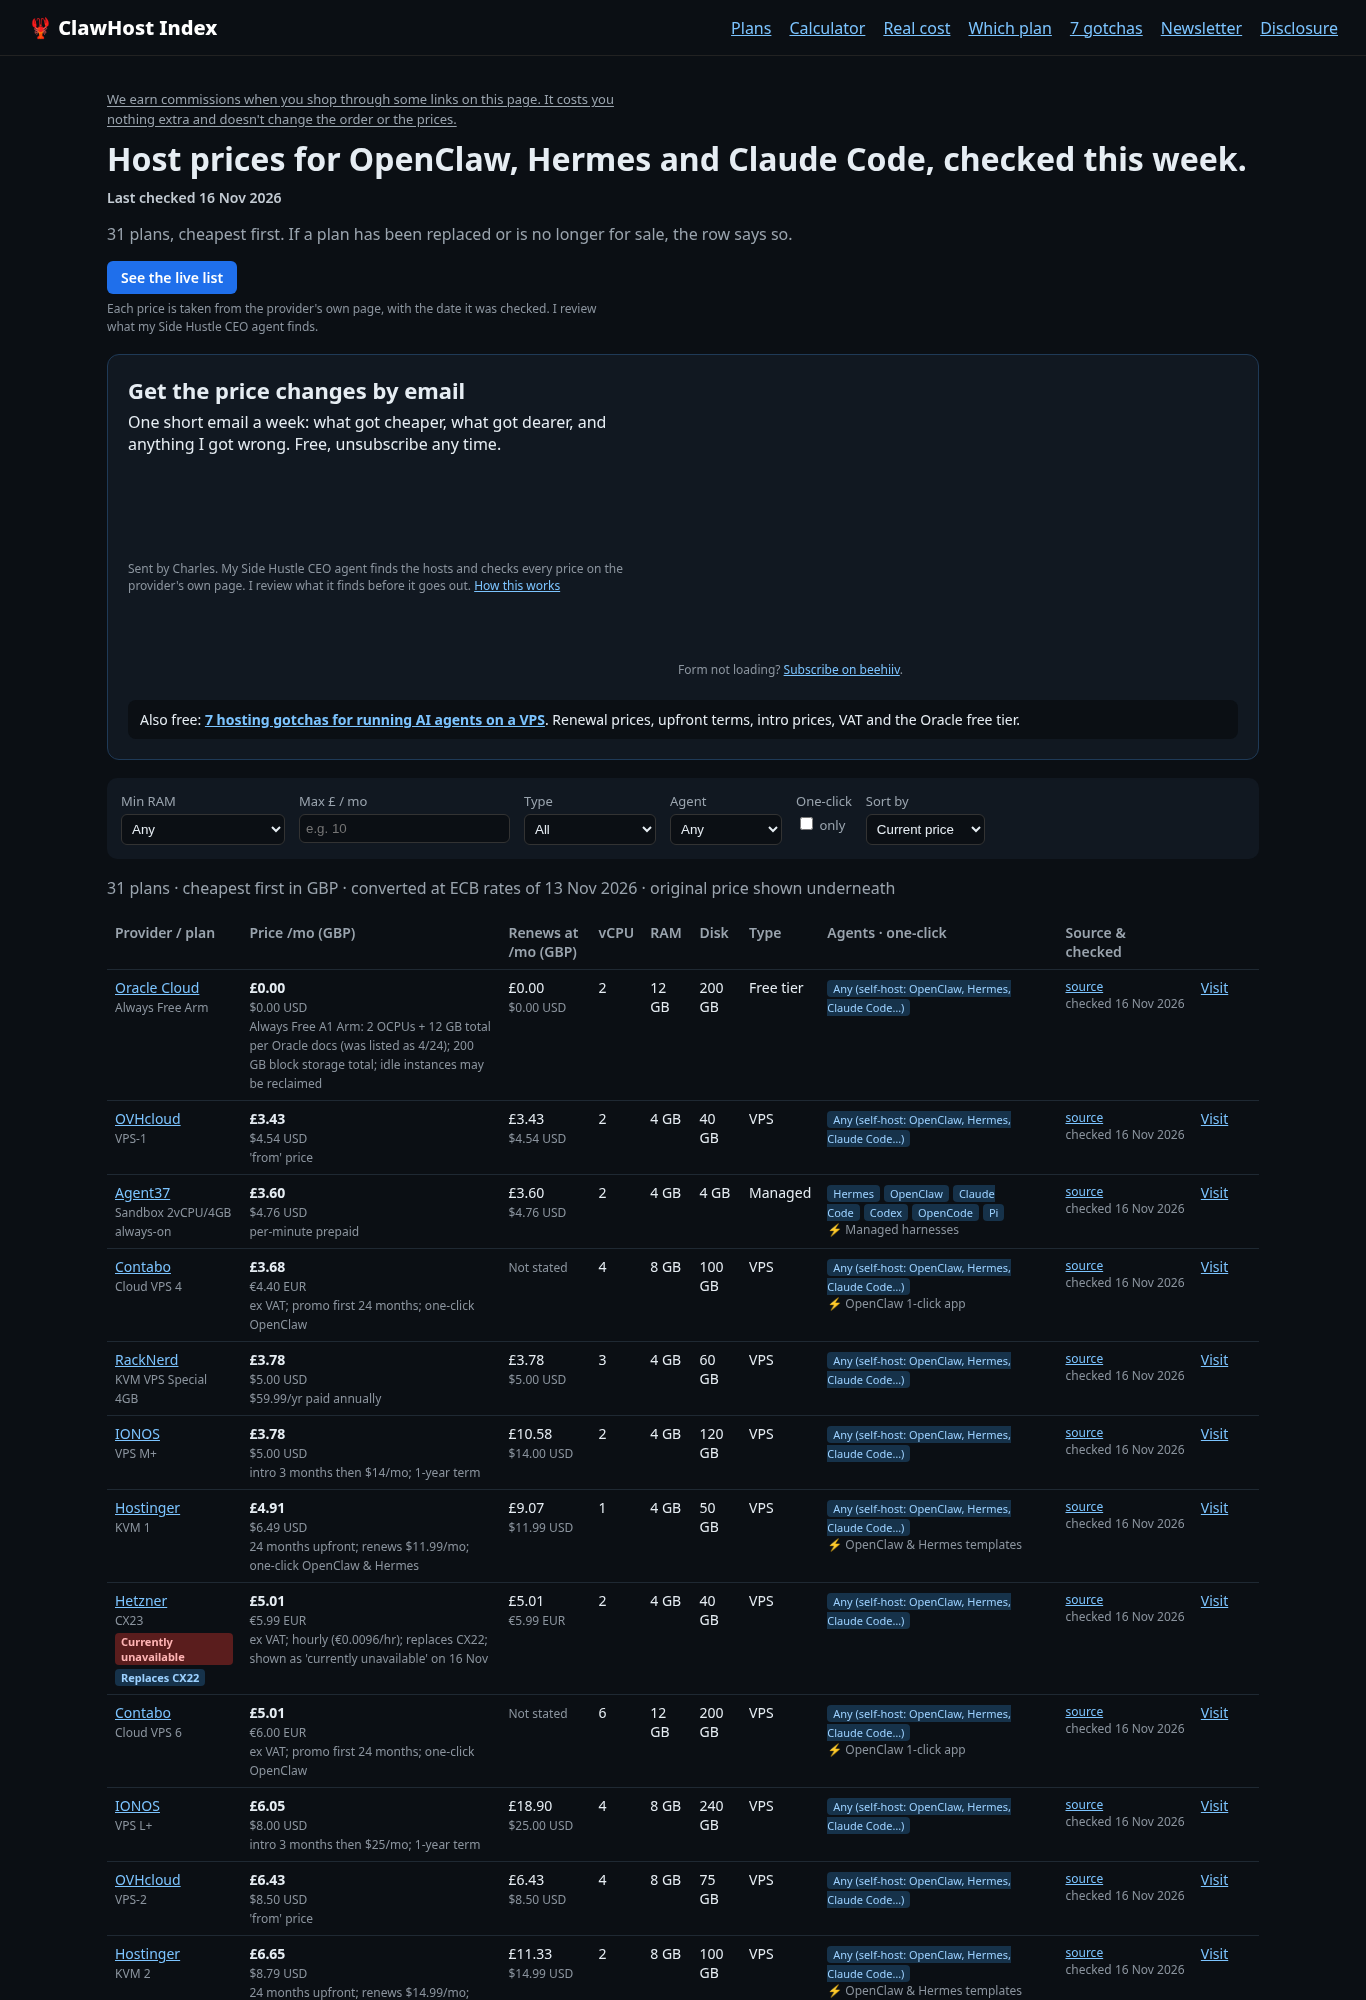 ClawHost Index
Plans Calculator Real cost Which plan 7 gotchas Newsletter Disclosure
We earn commissions when you shop through some links on this page. It costs you
nothing extra and doesn't change the order or the prices.
Host prices for OpenClaw, Hermes and Claude Code, checked this week.
Last checked 16 Nov 2026
31 plans, cheapest first. If a plan has been replaced or is no longer for sale, the row says so.
See the live list
Each price is taken from the provider's own page, with the date it was checked. I review
what my Side Hustle CEO agent finds.
Get the price changes by email
One short email a week: what got cheaper, what got dearer, and
anything I got wrong. Free, unsubscribe any time.
Sent by Charles. My Side Hustle CEO agent finds the hosts and checks every price on the
provider's own page. I review what it finds before it goes out. How this works
Form not loading? Subscribe on beehiiv.
Also free: 7 hosting gotchas for running AI agents on a VPS. Renewal prices, upfront terms, intro prices, VAT and the Oracle free tier.
Min RAM Max £ / mo Type Agent One-click Sort by
Any e.g. 10 All Any only Current price
31 plans · cheapest first in GBP · converted at ECB rates of 13 Nov 2026 · original price shown underneath
Provider / plan Price /mo (GBP) Renews at vCPU RAM Disk Type Agents · one-click Source &
/mo (GBP) checked
Oracle Cloud £0.00 £0.00 2 12 200 Free tier Any (self-host: OpenClaw, Hermes, source Visit
Always Free Arm $0.00 USD $0.00 USD GB GB Claude Code...) checked 16 Nov 2026
Always Free A1 Arm: 2 OCPUs + 12 GB total
per Oracle docs (was listed as 4/24); 200
GB block storage total; idle instances may
be reclaimed
OVHcloud £3.43 £3.43 2 4 GB 40 VPS Any (self-host: OpenClaw, Hermes, source Visit
VPS-1 $4.54 USD $4.54 USD GB Claude Code...) checked 16 Nov 2026
'from' price
Agent37 £3.60 £3.60 2 4 GB 4 GB Managed Hermes OpenClaw Claude source Visit
Sandbox 2vCPU/4GB $4.76 USD $4.76 USD Code Codex OpenCode Pi checked 16 Nov 2026
always-on per-minute prepaid ⚡ Managed harnesses
Contabo £3.68 Not stated 4 8 GB 100 VPS Any (self-host: OpenClaw, Hermes, source Visit
Cloud VPS 4 €4.40 EUR GB Claude Code...) checked 16 Nov 2026
ex VAT; promo first 24 months; one-click ⚡ OpenClaw 1-click app
OpenClaw
RackNerd £3.78 £3.78 3 4 GB 60 VPS Any (self-host: OpenClaw, Hermes, source Visit
KVM VPS Special $5.00 USD $5.00 USD GB Claude Code...) checked 16 Nov 2026
4GB $59.99/yr paid annually
IONOS £3.78 £10.58 2 4 GB 120 VPS Any (self-host: OpenClaw, Hermes, source Visit
VPS M+ $5.00 USD $14.00 USD GB Claude Code...) checked 16 Nov 2026
intro 3 months then $14/mo; 1-year term
Hostinger £4.91 £9.07 1 4 GB 50 VPS Any (self-host: OpenClaw, Hermes, source Visit
KVM 1 $6.49 USD $11.99 USD GB Claude Code...) checked 16 Nov 2026
24 months upfront; renews $11.99/mo; ⚡ OpenClaw & Hermes templates
one-click OpenClaw & Hermes
Hetzner £5.01 £5.01 2 4 GB 40 VPS Any (self-host: OpenClaw, Hermes, source Visit
CX23 €5.99 EUR €5.99 EUR GB Claude Code...) checked 16 Nov 2026
Currently ex VAT; hourly (€0.0096/hr); replaces CX22;
unavailable shown as 'currently unavailable' on 16 Nov
Replaces CX22
Contabo £5.01 Not stated 6 12 200 VPS Any (self-host: OpenClaw, Hermes, source Visit
Cloud VPS 6 €6.00 EUR GB GB Claude Code...) checked 16 Nov 2026
ex VAT; promo first 24 months; one-click ⚡ OpenClaw 1-click app
OpenClaw
IONOS £6.05 £18.90 4 8 GB 240 VPS Any (self-host: OpenClaw, Hermes, source Visit
VPS L+ $8.00 USD $25.00 USD GB Claude Code...) checked 16 Nov 2026
intro 3 months then $25/mo; 1-year term
OVHcloud £6.43 £6.43 4 8 GB 75 VPS Any (self-host: OpenClaw, Hermes, source Visit
VPS-2 $8.50 USD $8.50 USD GB Claude Code...) checked 16 Nov 2026
'from' price
Hostinger £6.65 £11.33 2 8 GB 100 VPS Any (self-host: OpenClaw, Hermes, source Visit
KVM 2 $8.79 USD $14.99 USD GB Claude Code...) checked 16 Nov 2026
24 months upfront; renews $14.99/mo; ⚡ OpenClaw & Hermes templates